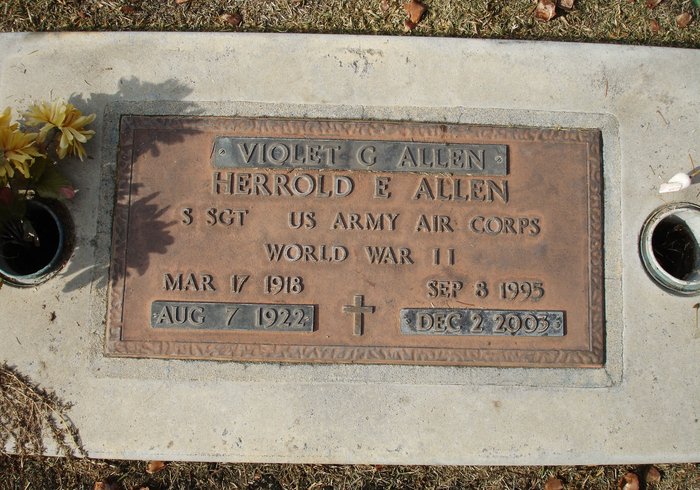 VIOLET G ALLEN
HERROLD E ALLEN
S SGT US ARMY AIR CORPS
WORLD WAR II
MAR 17 1918 SEP 8 1995
AUG 7 1922 DEC 2 2003